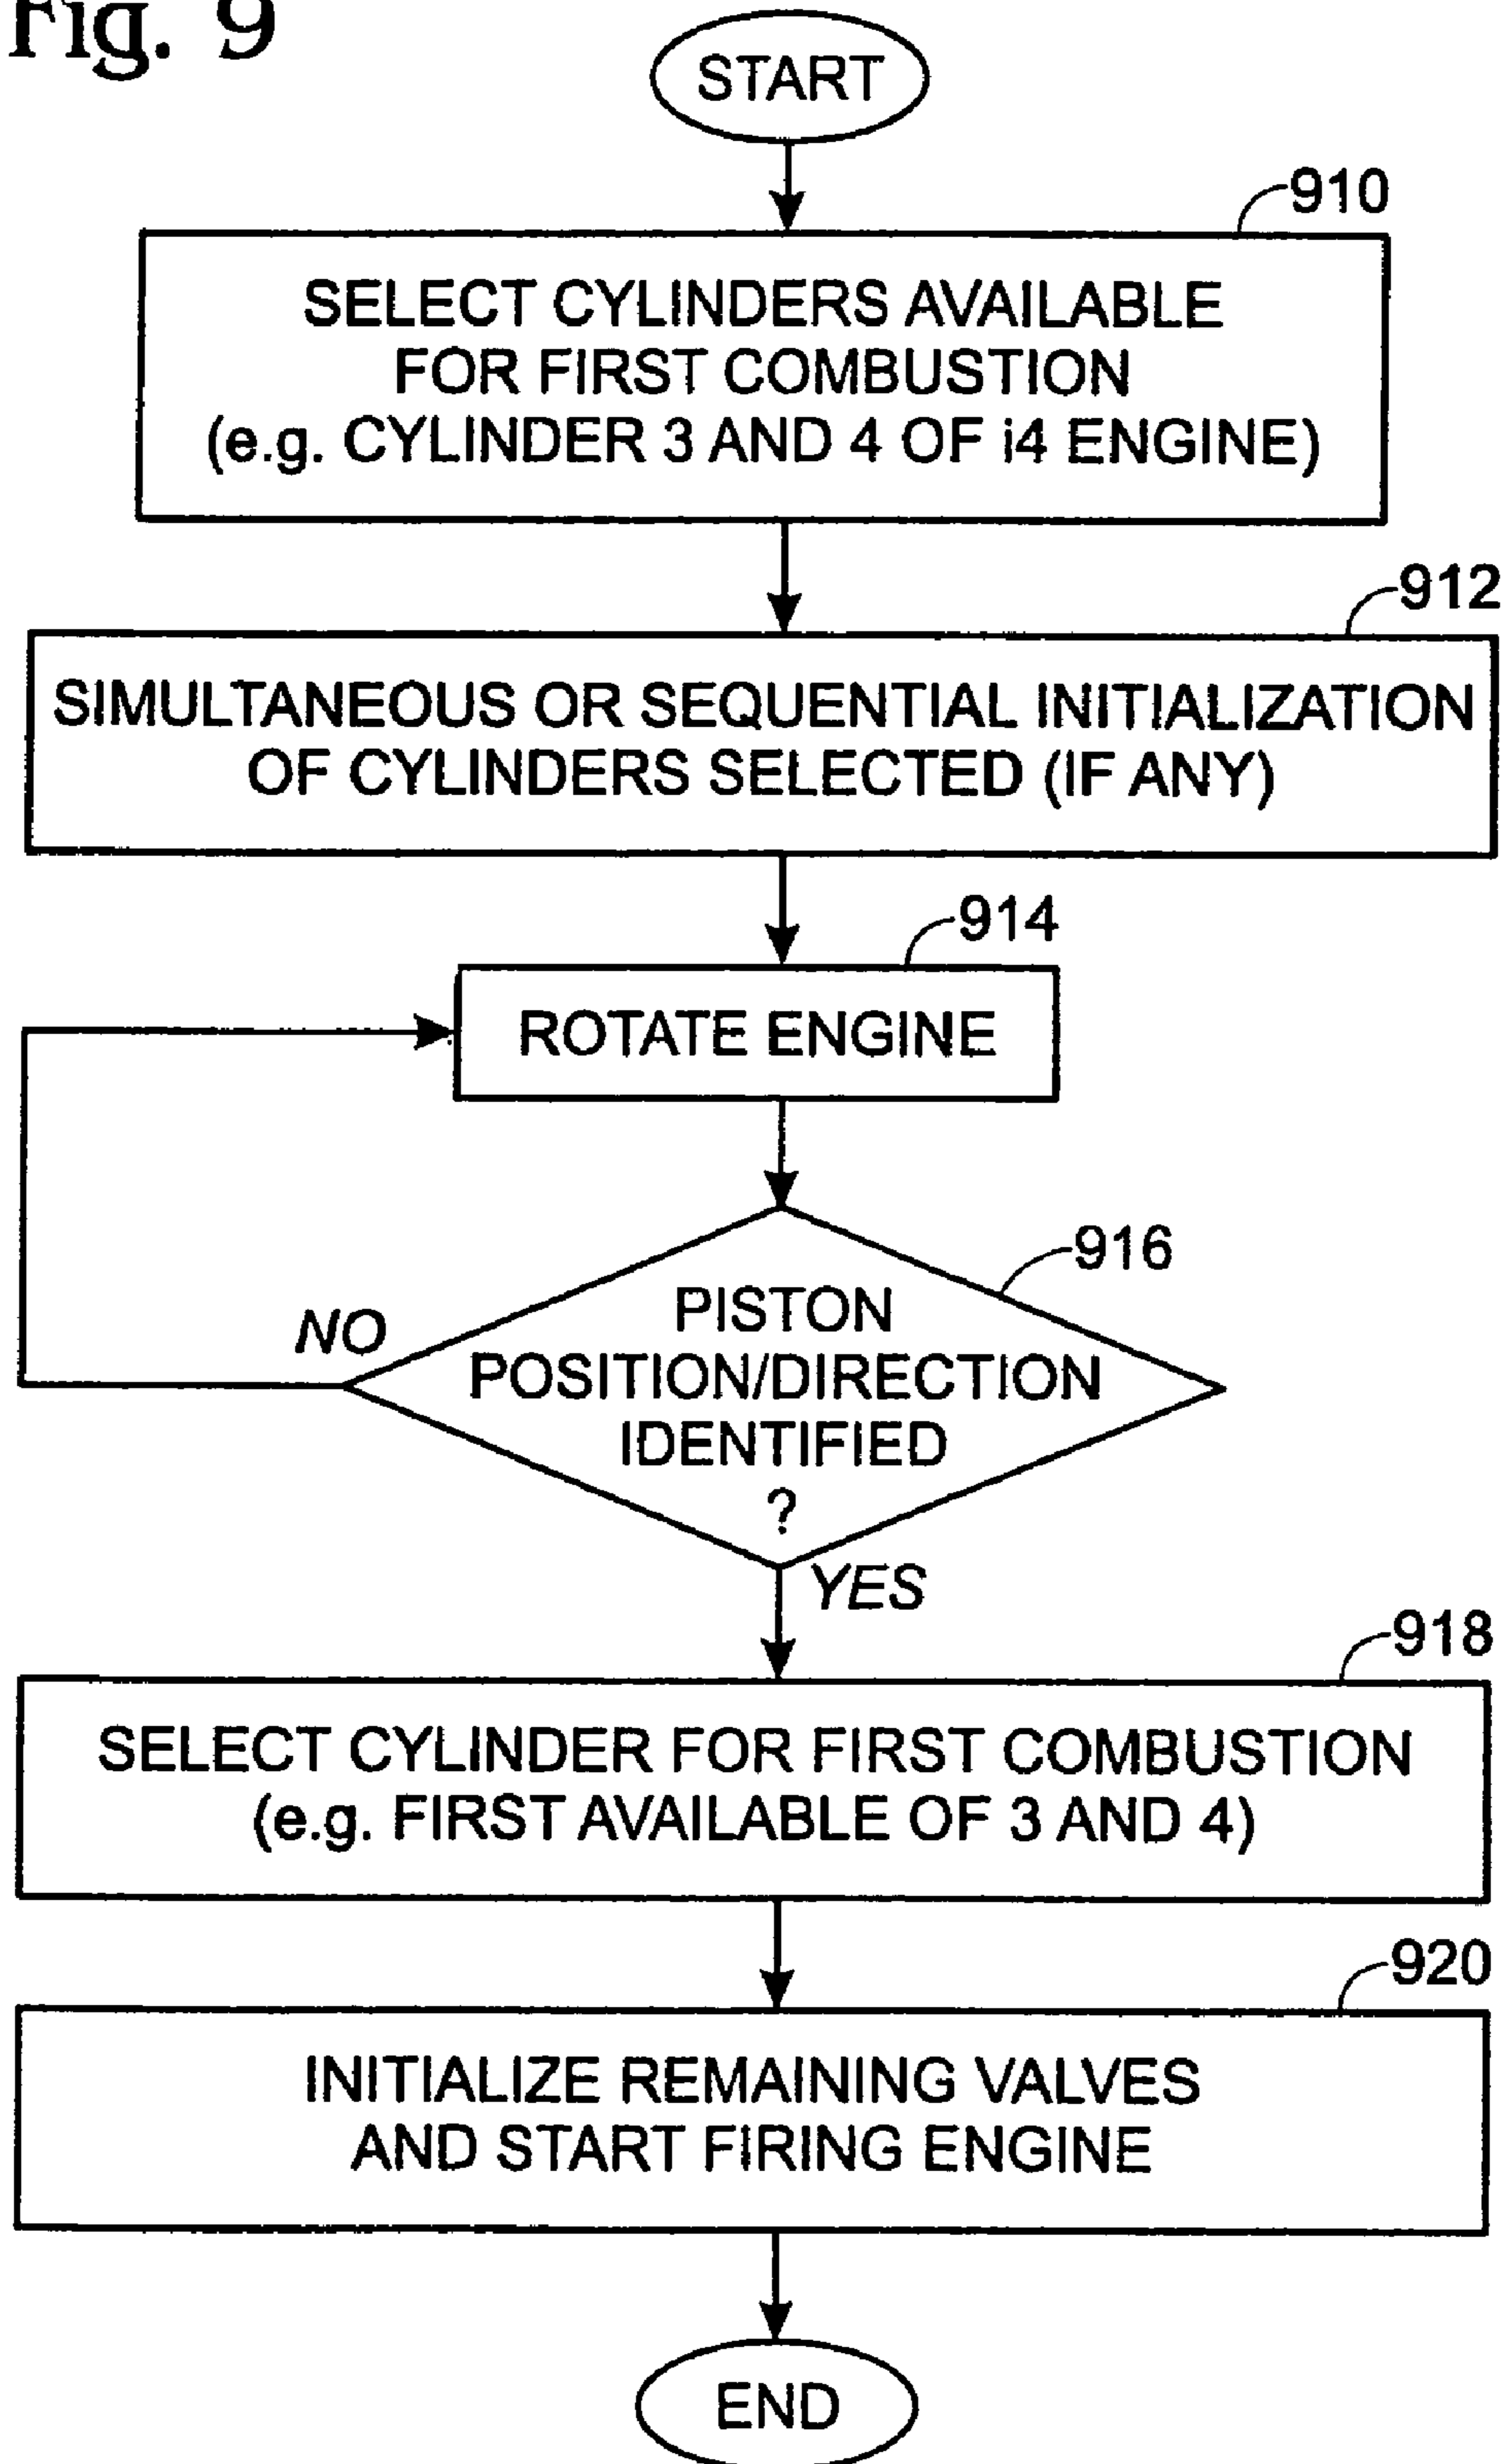 Fig. 9
START
910
SELECT CYLINDERS AVAILABLE
FOR FIRST COMBUSTION
(e.g. CYLINDER 3 AND 4 OF i4 ENGINE)
912
SIMULTANEOUS OR SEQUENTIAL INITIALIZATION
OF CYLINDERS SELECTED (IF ANY)
914
ROTATE ENGINE
916
PISTON
POSITION/DIRECTION
IDENTIFIED
?
NO
YES
918
SELECT CYLINDER FOR FIRST COMBUSTION
(e.g. FIRST AVAILABLE OF 3 AND 4)
920
INITIALIZE REMAINING VALVES
AND START FIRING ENGINE
END